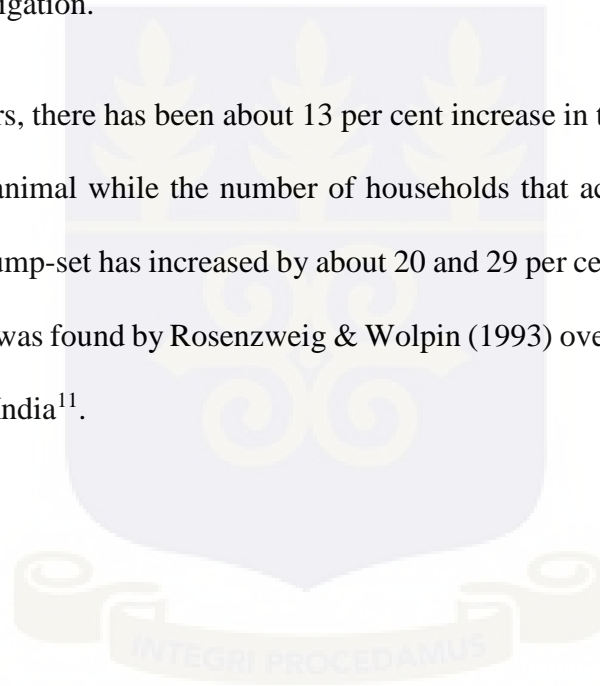 igation.
rs, there has been about 13 per cent increase in t
animal while the number of households that ac
ump-set has increased by about 20 and 29 per ce
was found by Rosenzweig & Wolpin (1993) ove
India¹¹.
INTEGRI PROCEDAMUS